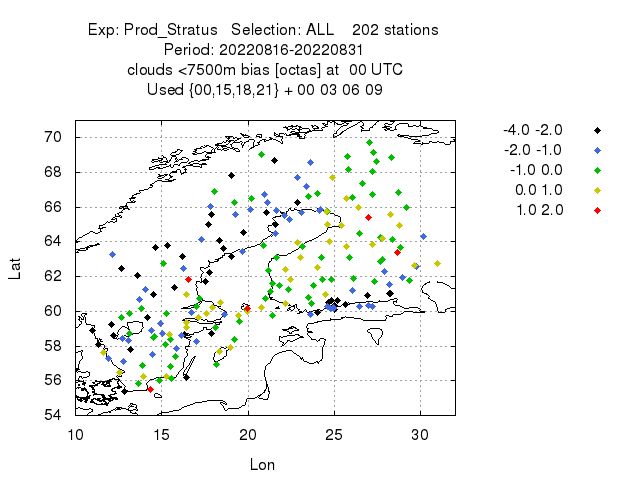 Exp: Prod_Stratus Selection: ALL 202 stations
Period: 20220816-20220831
clouds <7500m bias [octas] at 00 UTC
Used {00,15,18,21} + 00 03 06 09
-4.0 -2.0
-2.0 -1.0
-1.0 0.0
0.0 1.0
1.0 2.0
70
68
66
64
62
60
58
56
54
Lat
10 15 20 25 30
Lon